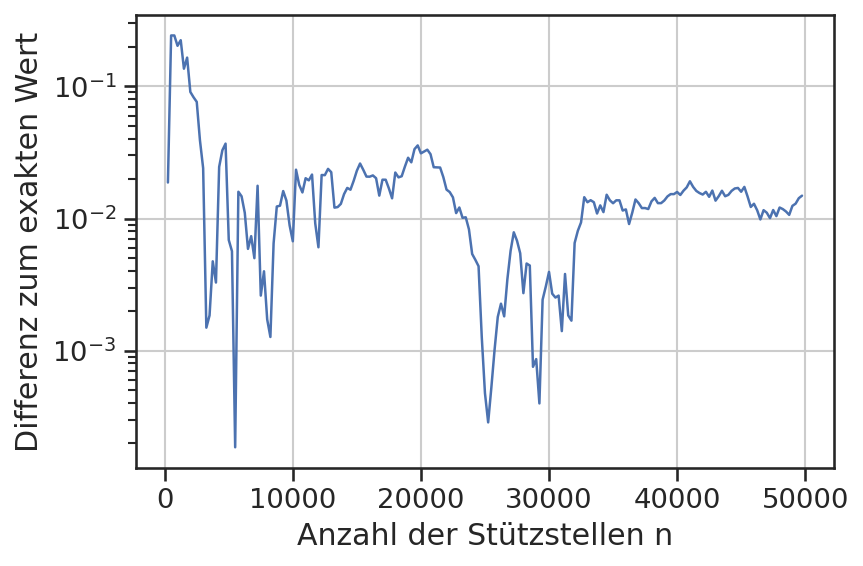 Differenz zum exakten Wert
10⁻¹
10⁻²
10⁻³
0 10000 20000 30000 40000 50000
Anzahl der Stützstellen n